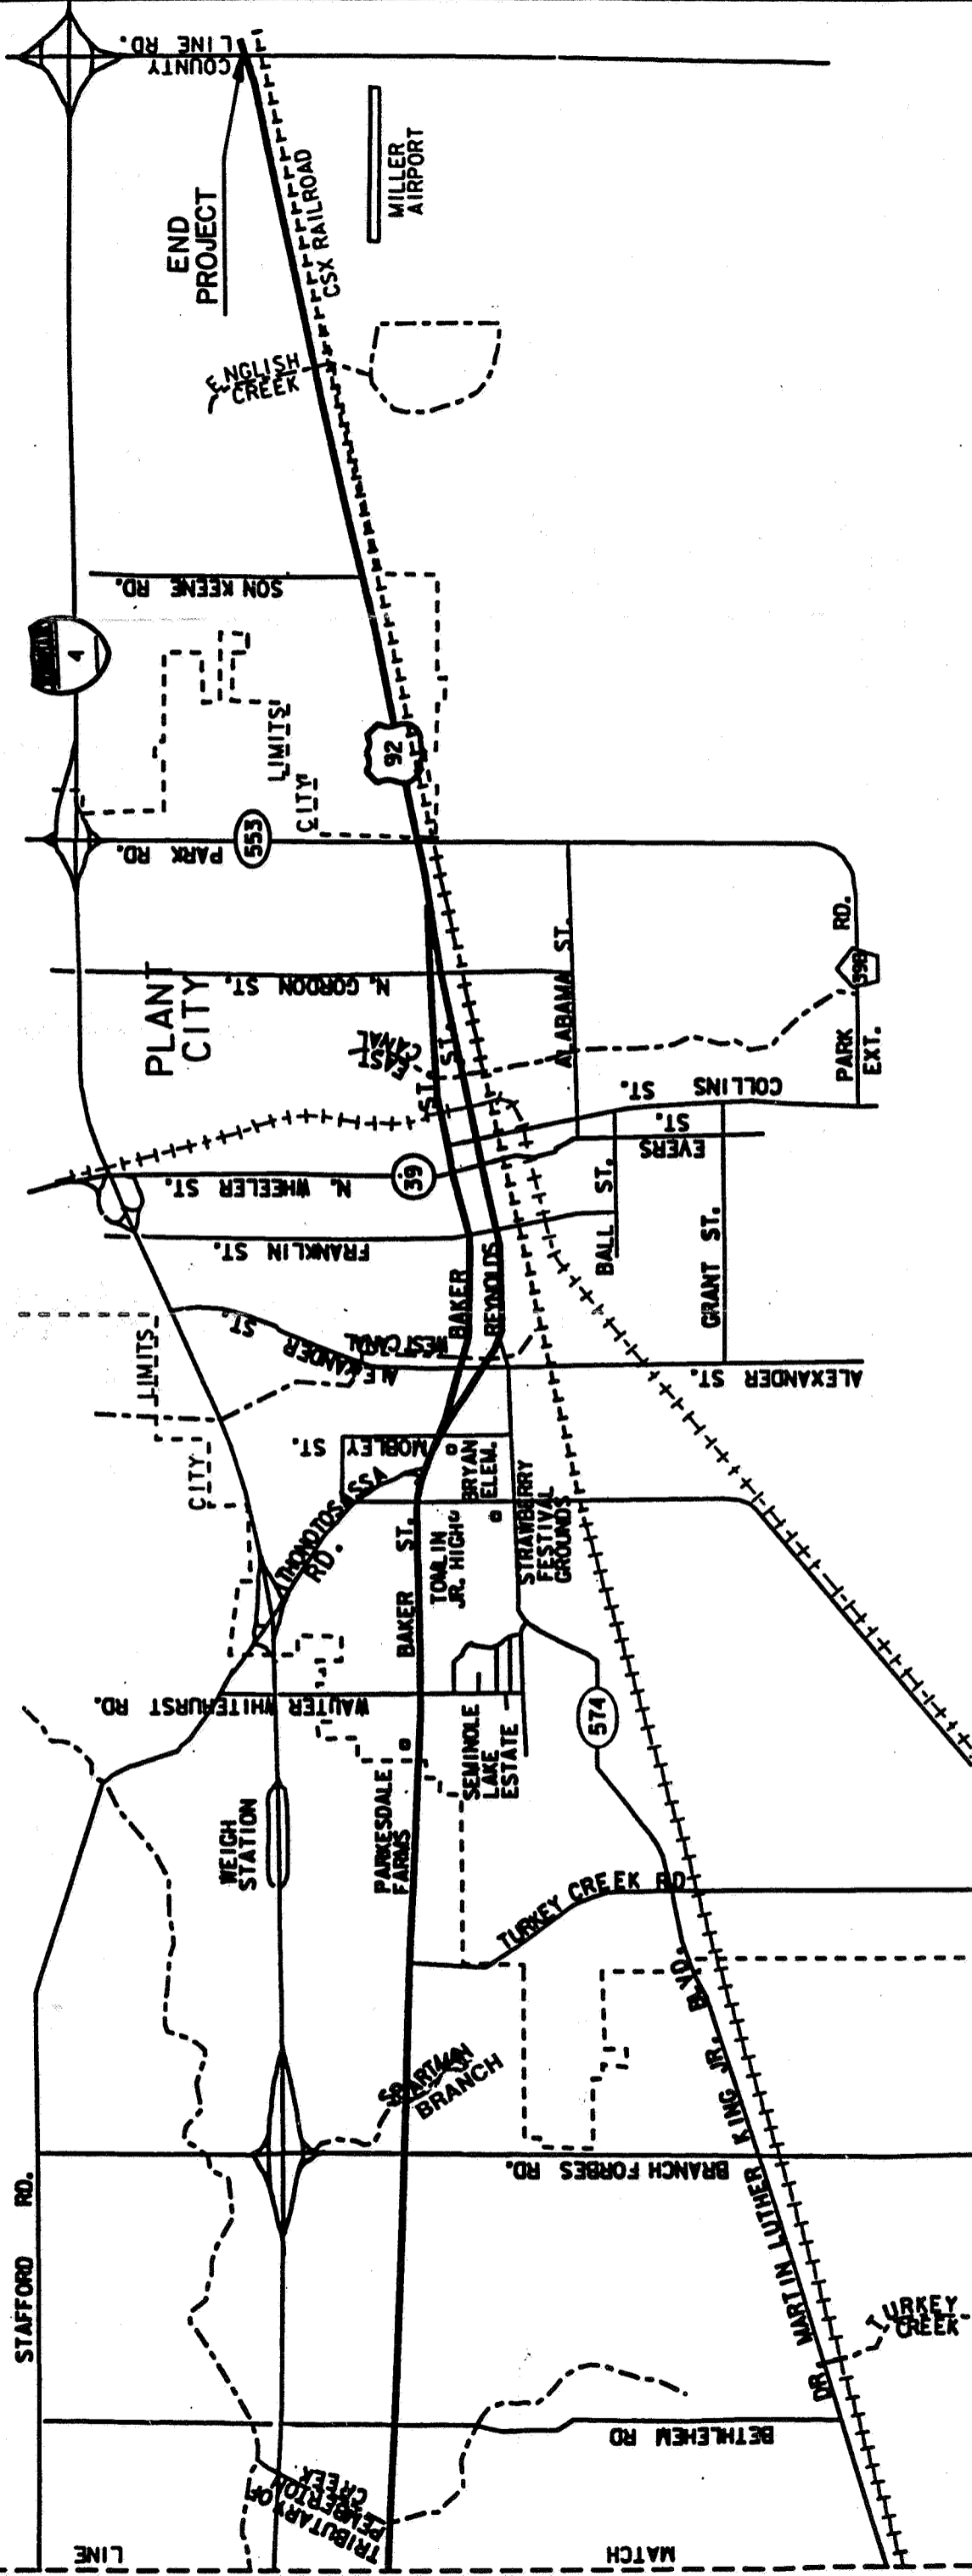 COUNTY
LINE RD.
END
PROJECT
CSX RAILROAD
MILLER
AIRPORT
ENGLISH
CREEK
SON KEENE RD.
4
LIMITS
CITY
92
PARK RD.
553
PLANT
CITY
N. GORDON ST.
EAST
CANAL
ST.
ST.
ALABAMA ST.
PARK RD.
EXT.
39B
COLLINS ST.
EVERS ST.
N. WHEELER ST.
39
FRANKLIN ST.
BALL ST.
GRANT ST.
BAKER
REYNOLDS
WEST CANAL
ALEXANDER ST.
ALEXANDER ST.
LIMITS
CITY
MOBLEY ST.
THONOTOSASSA
RD.
BRYAN
ELEM.
TOMLIN
JR. HIGH
STRAWBERRY
FESTIVAL
GROUNDS
BAKER ST.
WALTER WHITEHURST RD.
SEMINOLE
LAKE
ESTATE
574
PARKESDALE
FARMS
WEIGH
STATION
TURKEY CREEK RD
SPARTMAN
BRANCH
BRANCH FORBES RD.
STAFFORD RD.
DR. MARTIN LUTHER KING JR. BLVD.
TURKEY
CREEK
BETHLEHEM RD
TRIBUTARY OF
PEMBERTON
CREEK
MATCH LINE